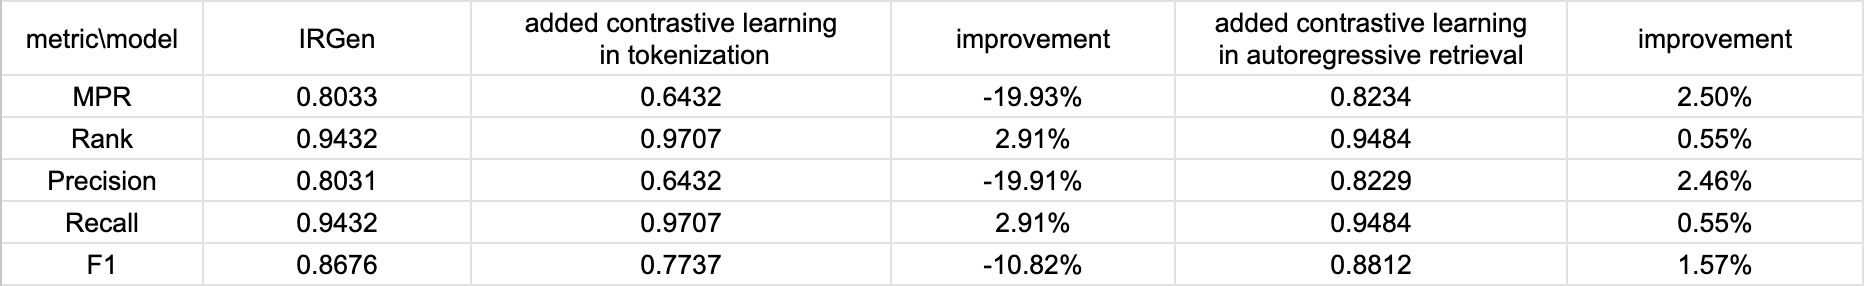 metric\model IRGen added contrastive learning in tokenization improvement added contrastive learning in autoregressive retrieval improvement
MPR 0.8033 0.6432 -19.93% 0.8234 2.50%
Rank 0.9432 0.9707 2.91% 0.9484 0.55%
Precision 0.8031 0.6432 -19.91% 0.8229 2.46%
Recall 0.9432 0.9707 2.91% 0.9484 0.55%
F1 0.8676 0.7737 -10.82% 0.8812 1.57%